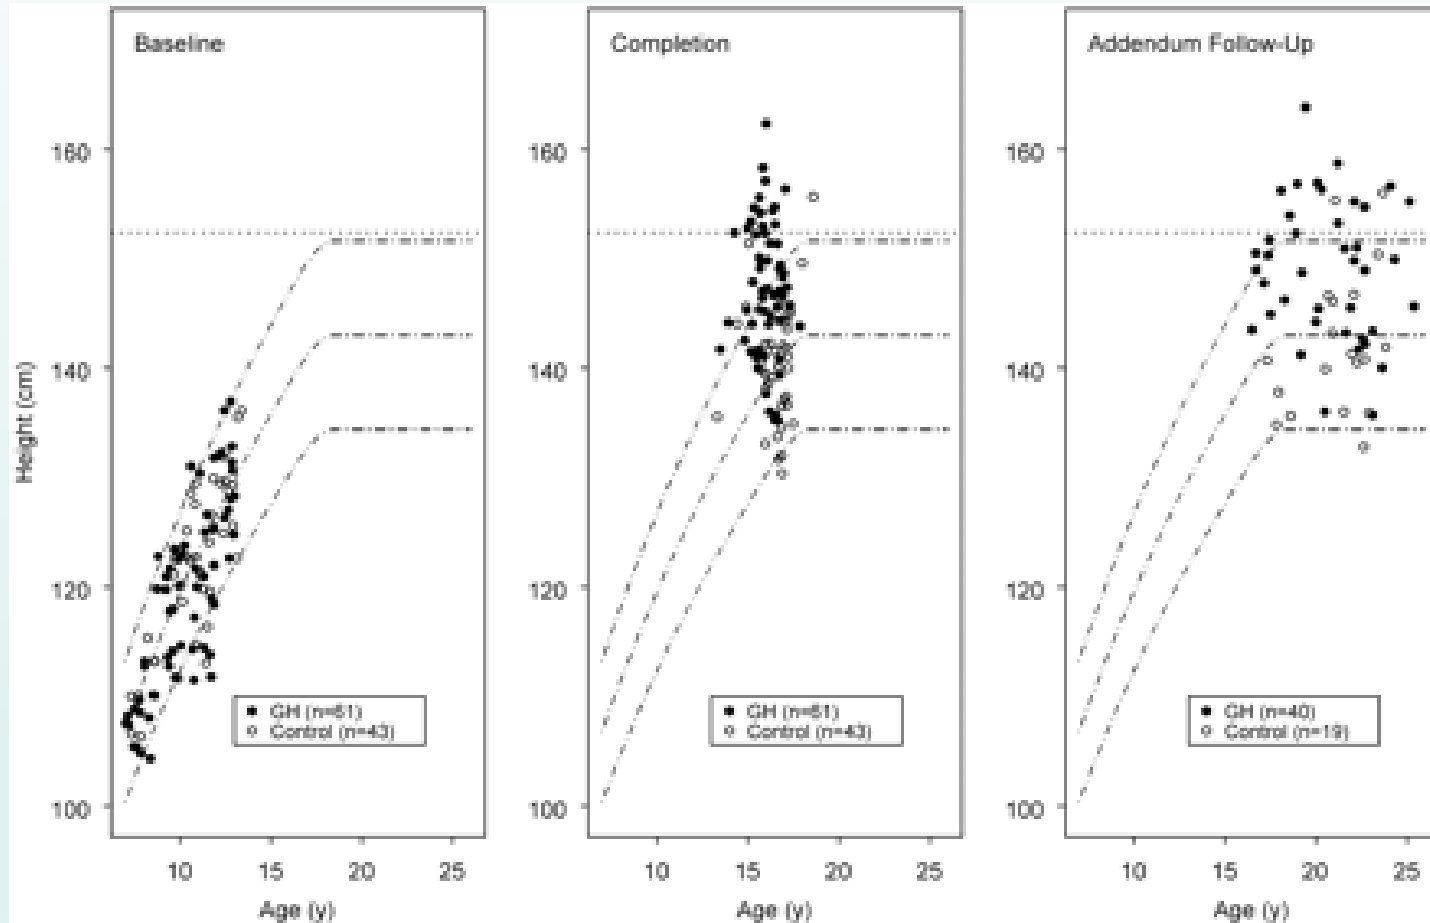 Baseline
Completion
Addendum Follow-Up
Height (cm)
160
140
120
100
10 15 20 25
Age (y)
GH (n=61)
Control (n=43)
160
140
120
100
10 15 20 25
Age (y)
GH (n=61)
Control (n=43)
160
140
120
100
10 15 20 25
Age (y)
GH (n=40)
Control (n=19)